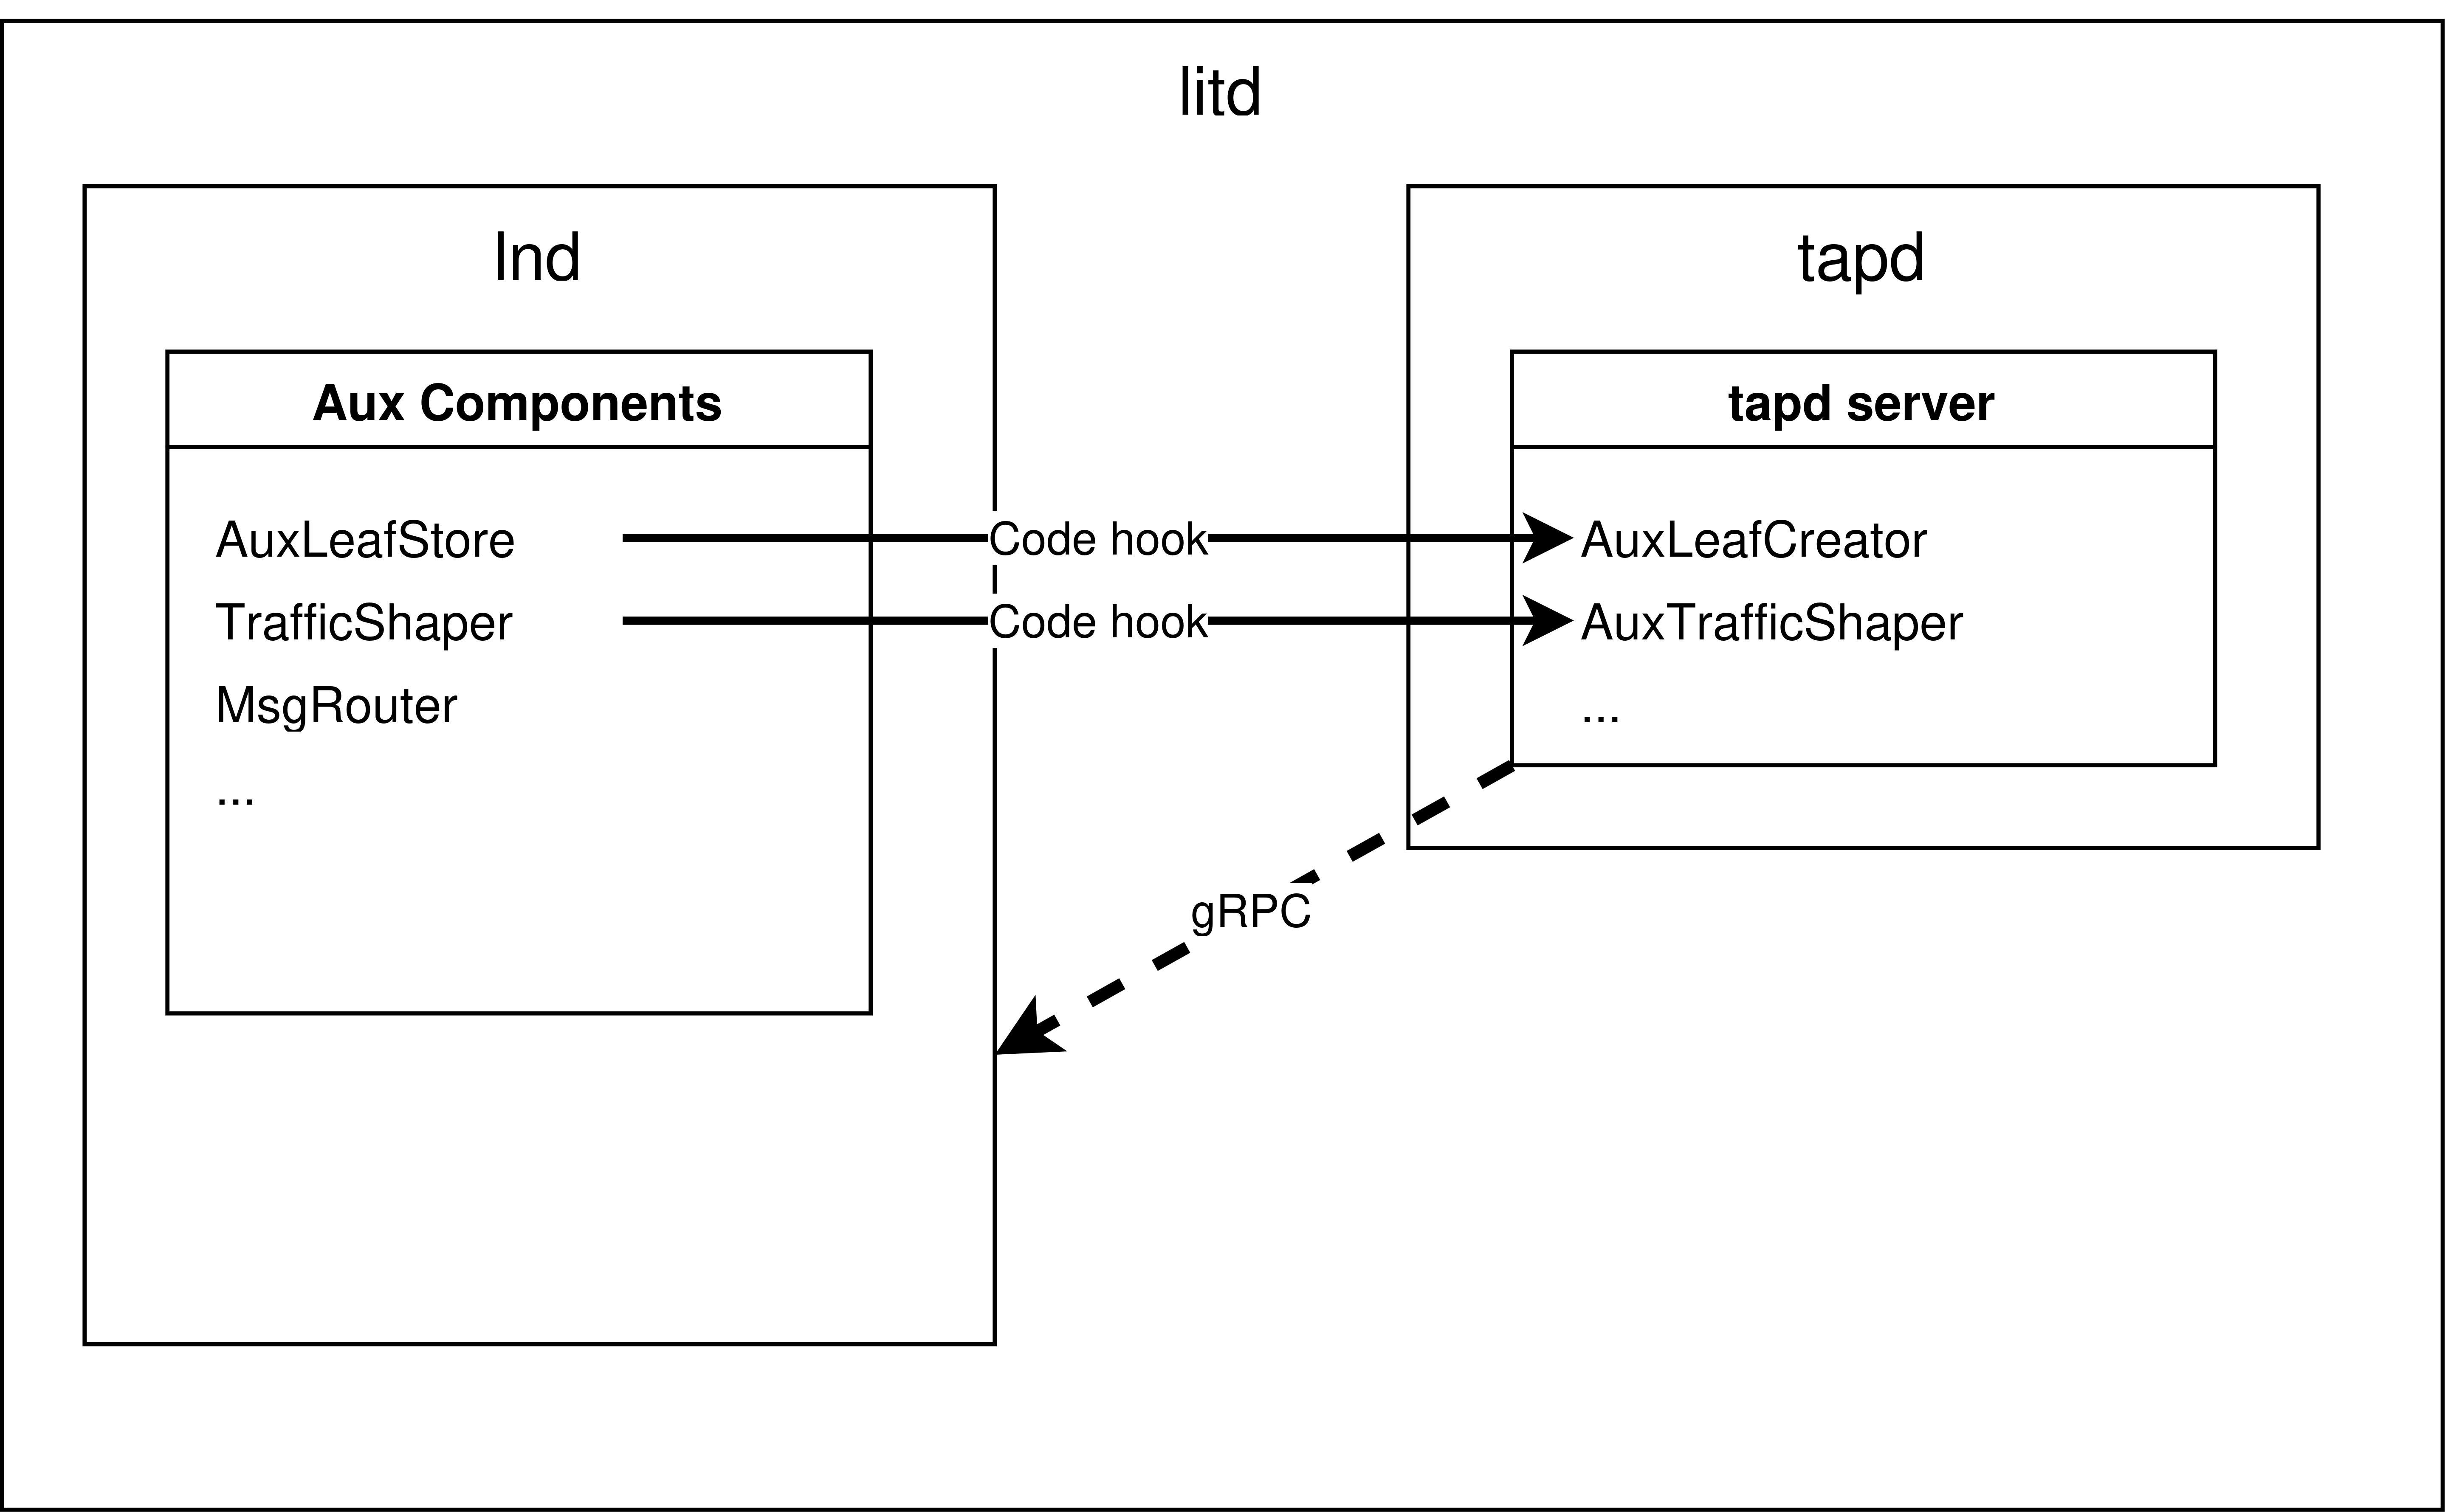 litd
lnd
Aux Components
AuxLeafStore
TrafficShaper
MsgRouter
...
Code hook
Code hook
gRPC
tapd
tapd server
AuxLeafCreator
AuxTrafficShaper
...